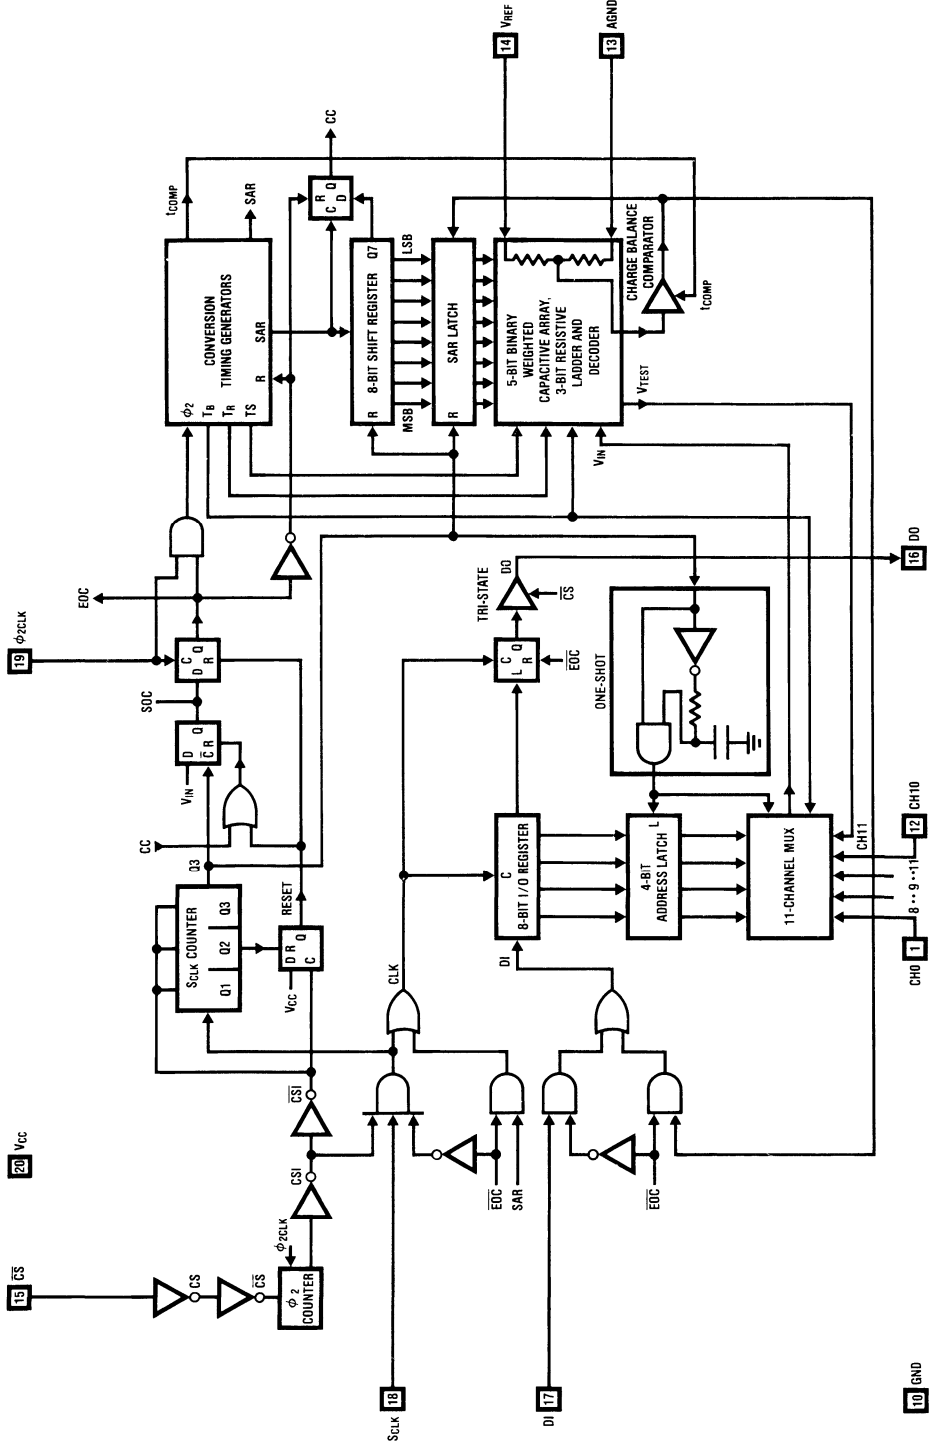 15 CS
20 VCC
19 ϕ2CLK
14 VREF
13 AGND
CS
CS
ϕ2 COUNTER
ϕ2CLK
CSI
CSI
SCLK COUNTER
Q1 Q2 Q3
Q3
VCC
D R Q
C
RESET
CC
VIN
D Q
C R
SOC
C
D Q
R
EOC
ϕ2
TB
TR
TS
CONVERSION
TIMING GENERATORS
R
SAR
tCOMP
SAR
R
C Q
D
CC
R
8-BIT SHIFT REGISTER
Q7
MSB
LSB
R
SAR LATCH
5-BIT BINARY
WEIGHTED
CAPACITIVE ARRAY,
3-BIT RESISTIVE
LADDER AND
DECODER
CHARGE BALANCE
COMPARATOR
tCOMP
VTEST
VIN
SCLK 18
CLK
EOC
SAR
DI 17
EOC
DI
C
8-BIT I/O REGISTER
C
L Q
R
EOC
TRI-STATE
DO
CS
16 DO
ONE-SHOT
4-BIT
ADDRESS LATCH
L
11-CHANNEL MUX
CH11
CH0 1
8··9··11
12 CH10
10 GND